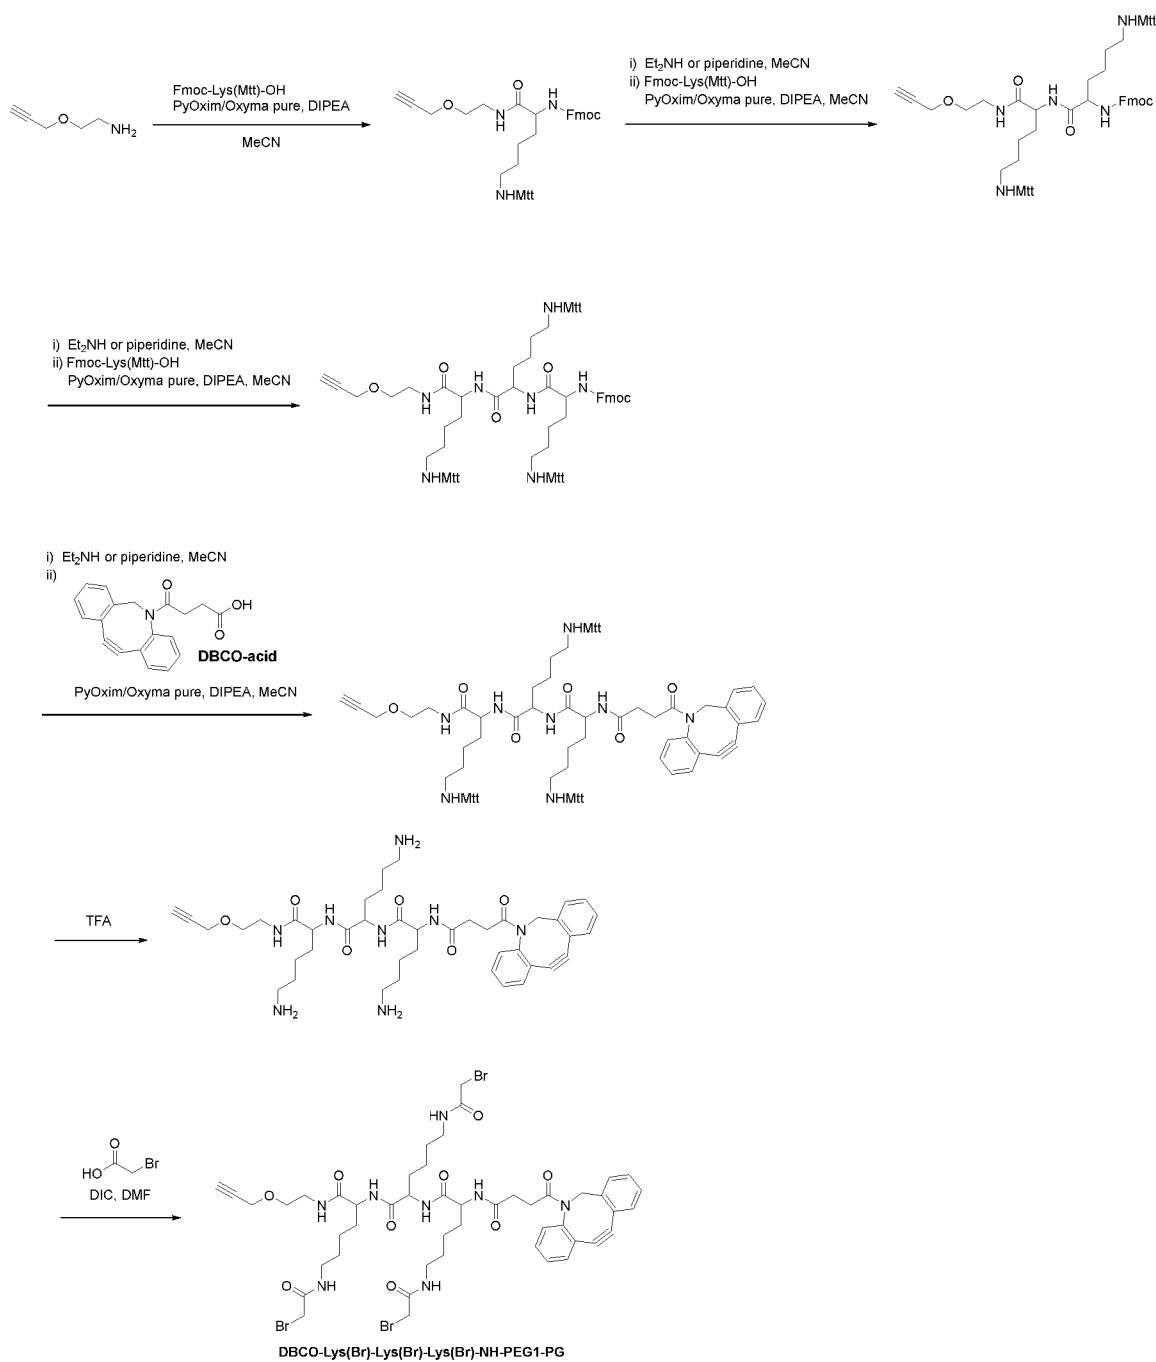 Fmoc-Lys(Mtt)-OH
PyOxim/Oxyma pure, DIPEA
MeCN
O
NH₂
O
N
H
O
H
N
Fmoc
NHMtt
i) Et₂NH or piperidine, MeCN
ii) Fmoc-Lys(Mtt)-OH
PyOxim/Oxyma pure, DIPEA, MeCN
NHMtt
O
N
H
O
H
N
O
N
H
Fmoc
NHMtt
i) Et₂NH or piperidine, MeCN
ii) Fmoc-Lys(Mtt)-OH
PyOxim/Oxyma pure, DIPEA, MeCN
NHMtt
O
N
H
O
H
N
O
N
H
O
H
N
Fmoc
NHMtt
NHMtt
i) Et₂NH or piperidine, MeCN
ii)
O
N
OH
O
DBCO-acid
PyOxim/Oxyma pure, DIPEA, MeCN
NHMtt
O
N
H
O
H
N
O
N
H
O
H
N
O
O
N
NHMtt
NHMtt
TFA
NH₂
O
N
H
O
H
N
O
N
H
O
H
N
O
O
N
NH₂
NH₂
O
HO
Br
DIC, DMF
Br
HN
O
O
N
H
O
H
N
O
N
H
O
H
N
O
O
N
O
NH
Br
O
NH
Br
DBCO-Lys(Br)-Lys(Br)-Lys(Br)-NH-PEG1-PG